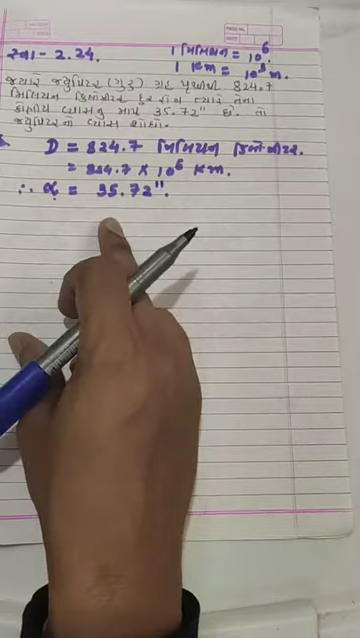 સ્વા - 2.24.
1 મિલિયન = 10⁶.
1 Km = 10³ m.
જ્યારે જ્યુપિટર (ગુરુ) ગ્રહ પૃથ્વીથી 824.7
મિલિયન કિલોમીટર દૂર હોય ત્યારે તેના
કોણીય વ્યાસનું માપ 35.72" છે. તો
જ્યુપિટરનો વ્યાસ શોધો.
D = 824.7 મિલિયન કિલોમીટર.
= 824.7 × 10⁶ Km.
∴ α = 35.72".